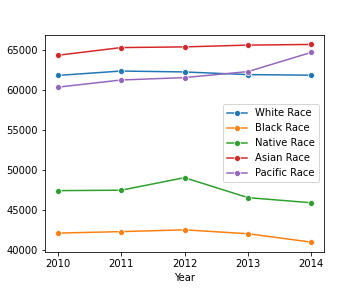 65000
60000
55000
50000
45000
40000
White Race
Black Race
Native Race
Asian Race
Pacific Race
2010 2011 2012 2013 2014
Year